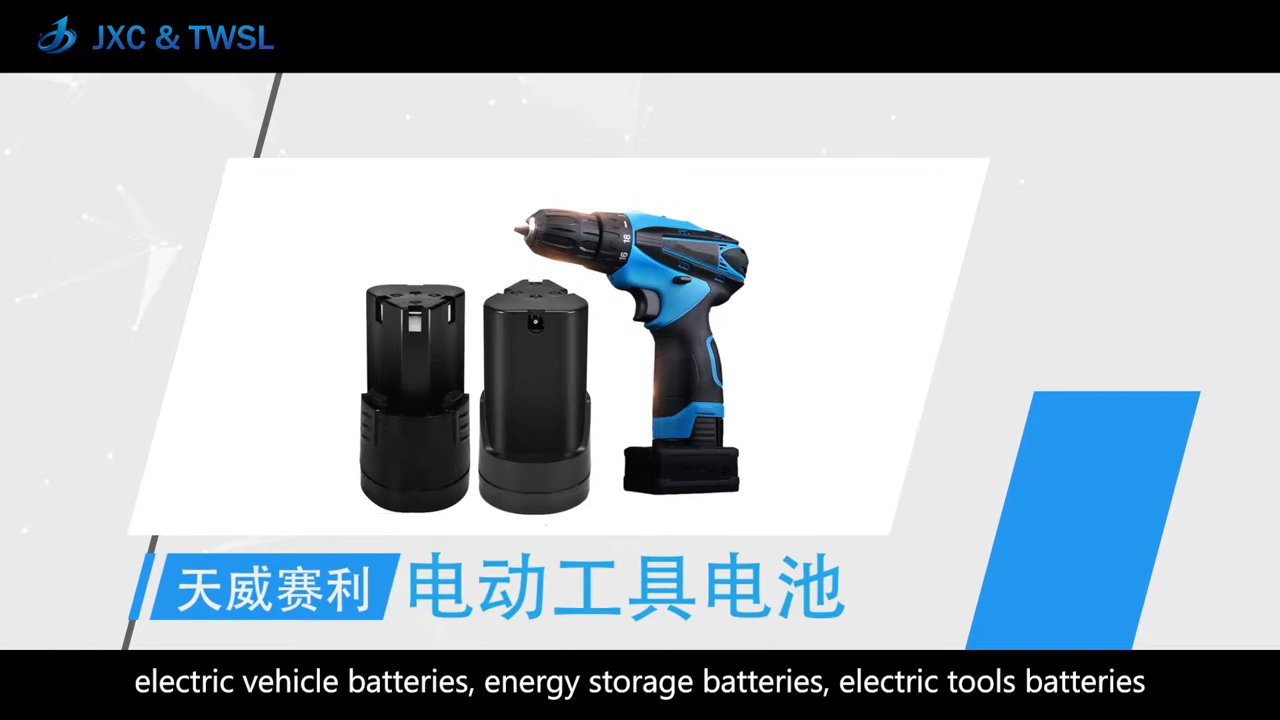 JXC & TWSL
18
16
天威赛利 电动工具电池
electric vehicle batteries, energy storage batteries, electric tools batteries